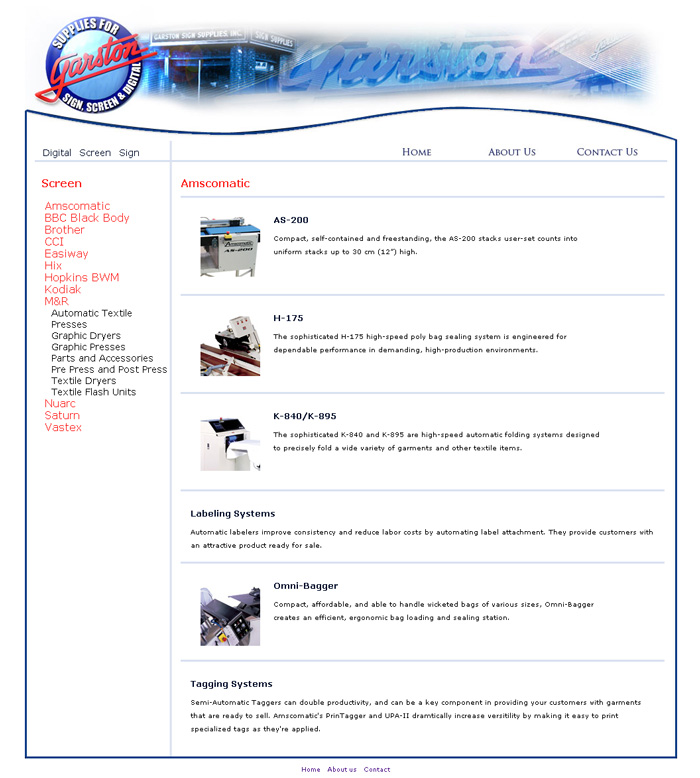 SUPPLIES FOR
Garston
SIGN, SCREEN & DIGITAL
GARSTON SIGN SUPPLIES, INC.
SIGN SUPPLIES
Garston
Digital Screen Sign
HOME ABOUT US CONTACT US
Screen
Amscomatic
BBC Black Body
Brother
CCI
Easiway
Hix
Hopkins BWM
Kodiak
M&R
Automatic Textile
Presses
Graphic Dryers
Graphic Presses
Parts and Accessories
Pre Press and Post Press
Textile Dryers
Textile Flash Units
Nuarc
Saturn
Vastex
Amscomatic
AS-200
AS-200
Compact, self-contained and freestanding, the AS-200 stacks user-set counts into
uniform stacks up to 30 cm (12") high.
H-175
The sophisticated H-175 high-speed poly bag sealing system is engineered for
dependable performance in demanding, high-production environments.
K-840/K-895
The sophisticated K-840 and K-895 are high-speed automatic folding systems designed
to precisely fold a wide variety of garments and other textile items.
Labeling Systems
Automatic labelers improve consistency and reduce labor costs by automating label attachment. They provide customers with
an attractive product ready for sale.
Omni-Bagger
Compact, affordable, and able to handle wicketed bags of various sizes, Omni-Bagger
creates an efficient, ergonomic bag loading and sealing station.
Tagging Systems
Semi-Automatic Taggers can double productivity, and can be a key component in providing your customers with garments
that are ready to sell. Amscomatic's PrinTagger and UPA-II dramtically increase versitility by making it easy to print
specialized tags as they're applied.
Home About us Contact